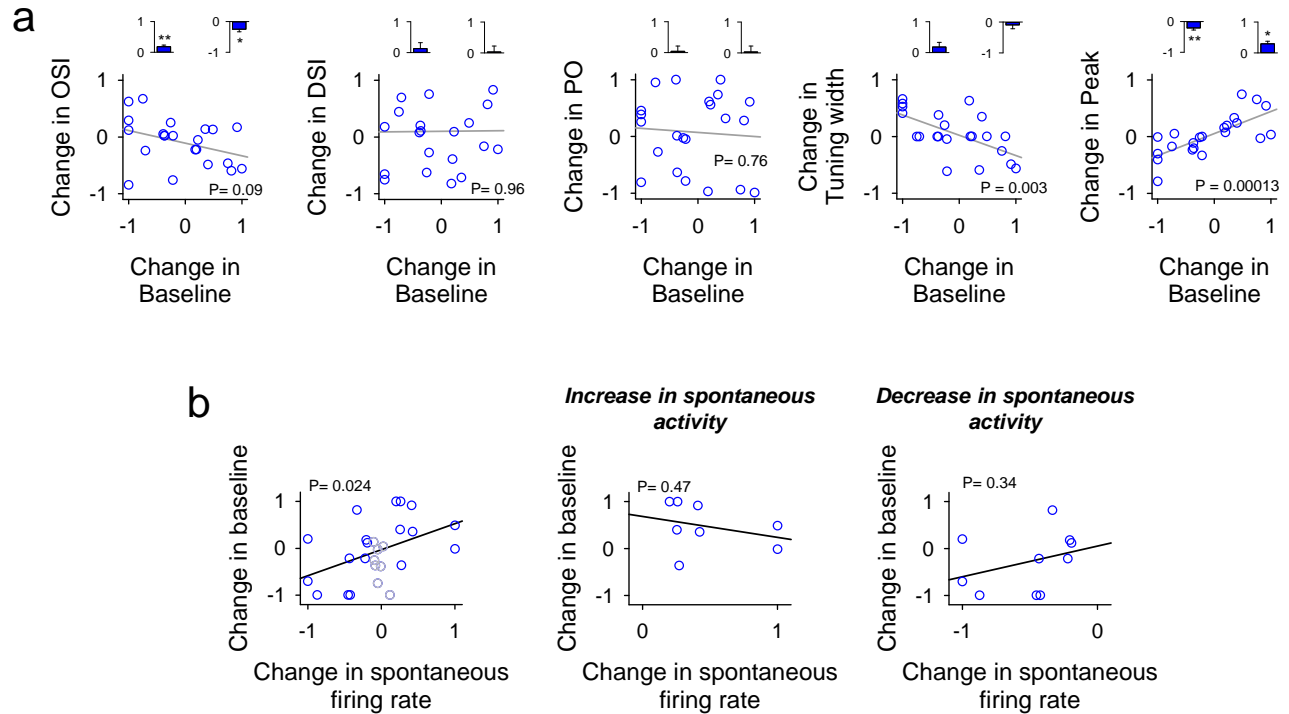 a
1
0
**
0
-1
*
1
0
1
0
1
0
1
0
1
0
0
-1
0
-1
**
1
0
*
Change in OSI
1
0
-1
P= 0.09
-1 0 1
Change in
Baseline
Change in DSI
1
0
-1
P= 0.96
-1 0 1
Change in
Baseline
Change in PO
1
0
-1
P= 0.76
-1 0 1
Change in
Baseline
Change in
Tuning width
1
0
-1
P = 0.003
-1 0 1
Change in
Baseline
Change in Peak
1
0
-1
P = 0.00013
-1 0 1
Change in
Baseline
b
Change in baseline
1
0
-1
P= 0.024
-1 0 1
Change in spontaneous
firing rate
Increase in spontaneous
activity
Change in baseline
1
0
-1
P= 0.47
0 1
Change in spontaneous
firing rate
Decrease in spontaneous
activity
Change in baseline
1
0
-1
P= 0.34
-1 0
Change in spontaneous
firing rate